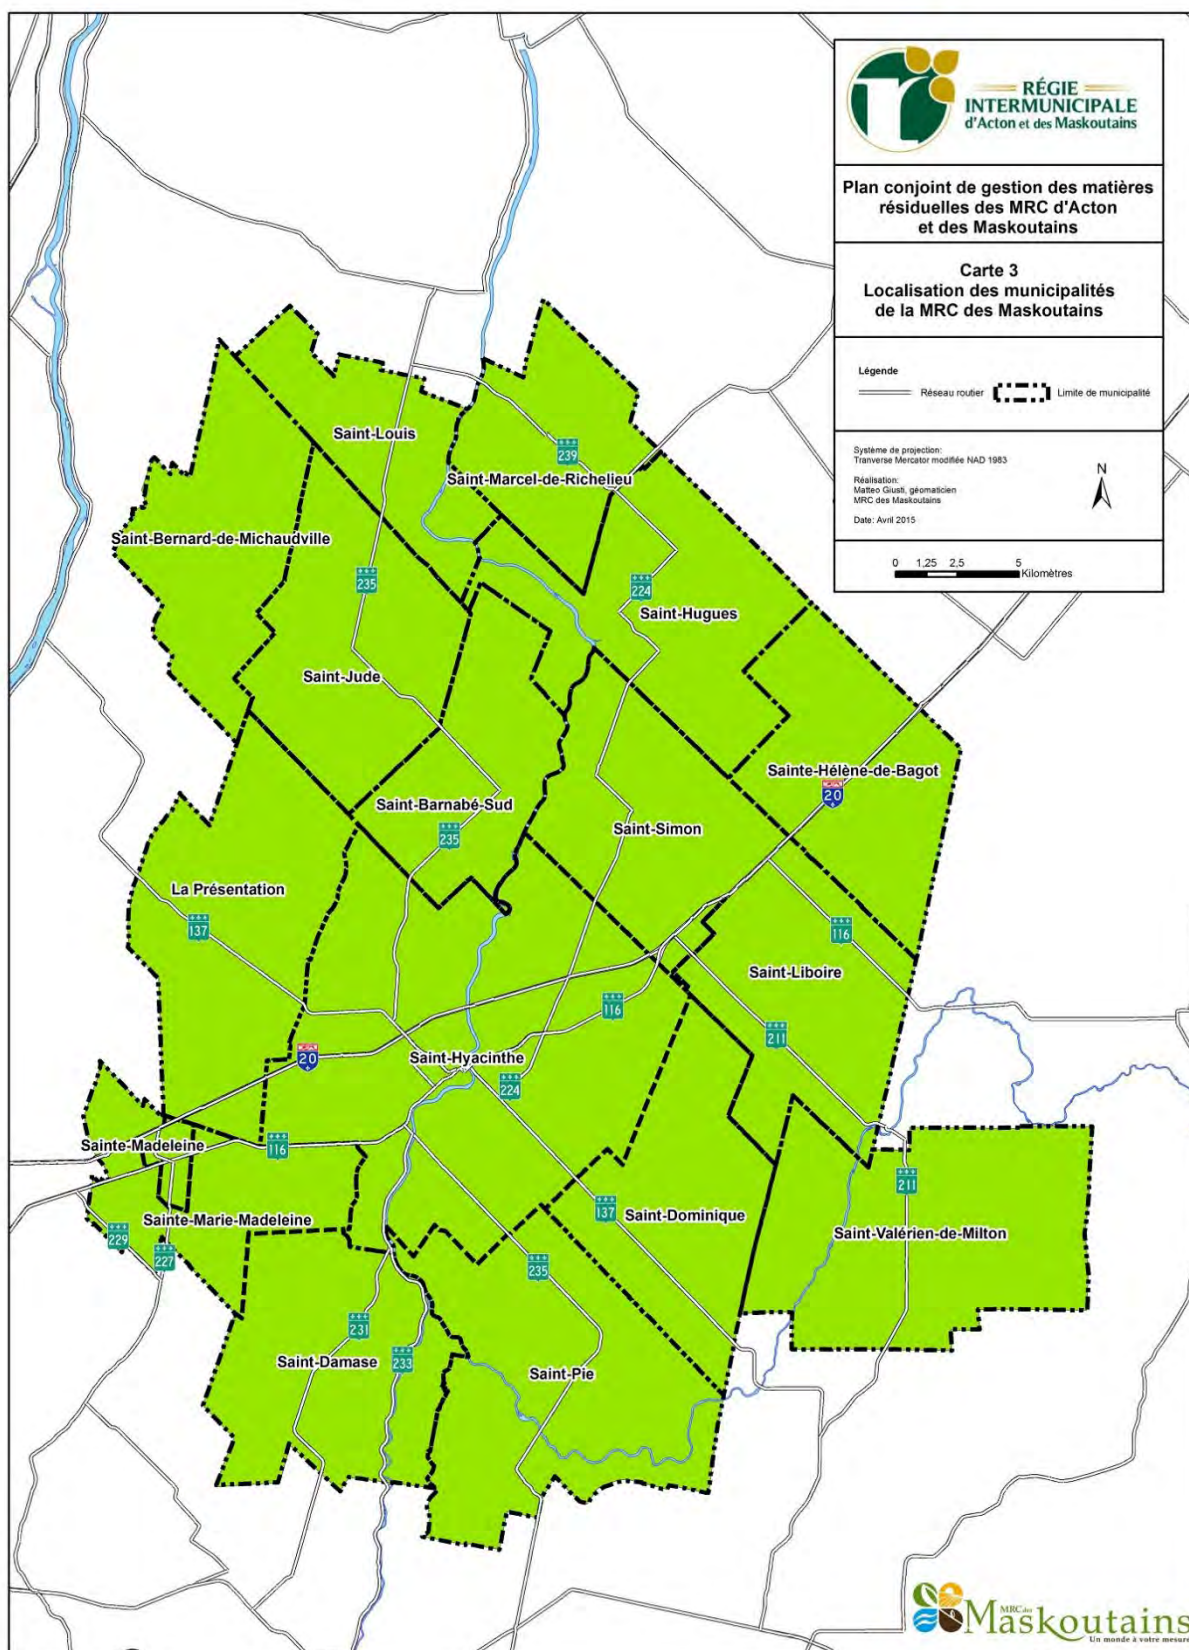 RÉGIE
INTERMUNICIPALE
d'Acton et des Maskoutains
Plan conjoint de gestion des matières
résiduelles des MRC d'Acton
et des Maskoutains
Carte 3
Localisation des municipalités
de la MRC des Maskoutains
Légende
Réseau routier
Limite de municipalité
Système de projection:
Tranverse Mercator modifiée NAD 1983
Réalisation:
Matteo Giusti, géomaticien
MRC des Maskoutains
Date: Avril 2015
N
0 1,25 2,5 5
Kilomètres
Saint-Louis
239
Saint-Marcel-de-Richelieu
Saint-Bernard-de-Michaudville
235
224
Saint-Hugues
Saint-Jude
Sainte-Hélène-de-Bagot
20
Saint-Barnabé-Sud
235
Saint-Simon
La Présentation
137
116
Saint-Liboire
116
211
20
Saint-Hyacinthe
224
Sainte-Madeleine
116
211
Sainte-Marie-Madeleine
137
Saint-Dominique
Saint-Valérien-de-Milton
229
227
235
231
233
Saint-Damase
Saint-Pie
MRC des
Maskoutains
Un monde à votre mesure